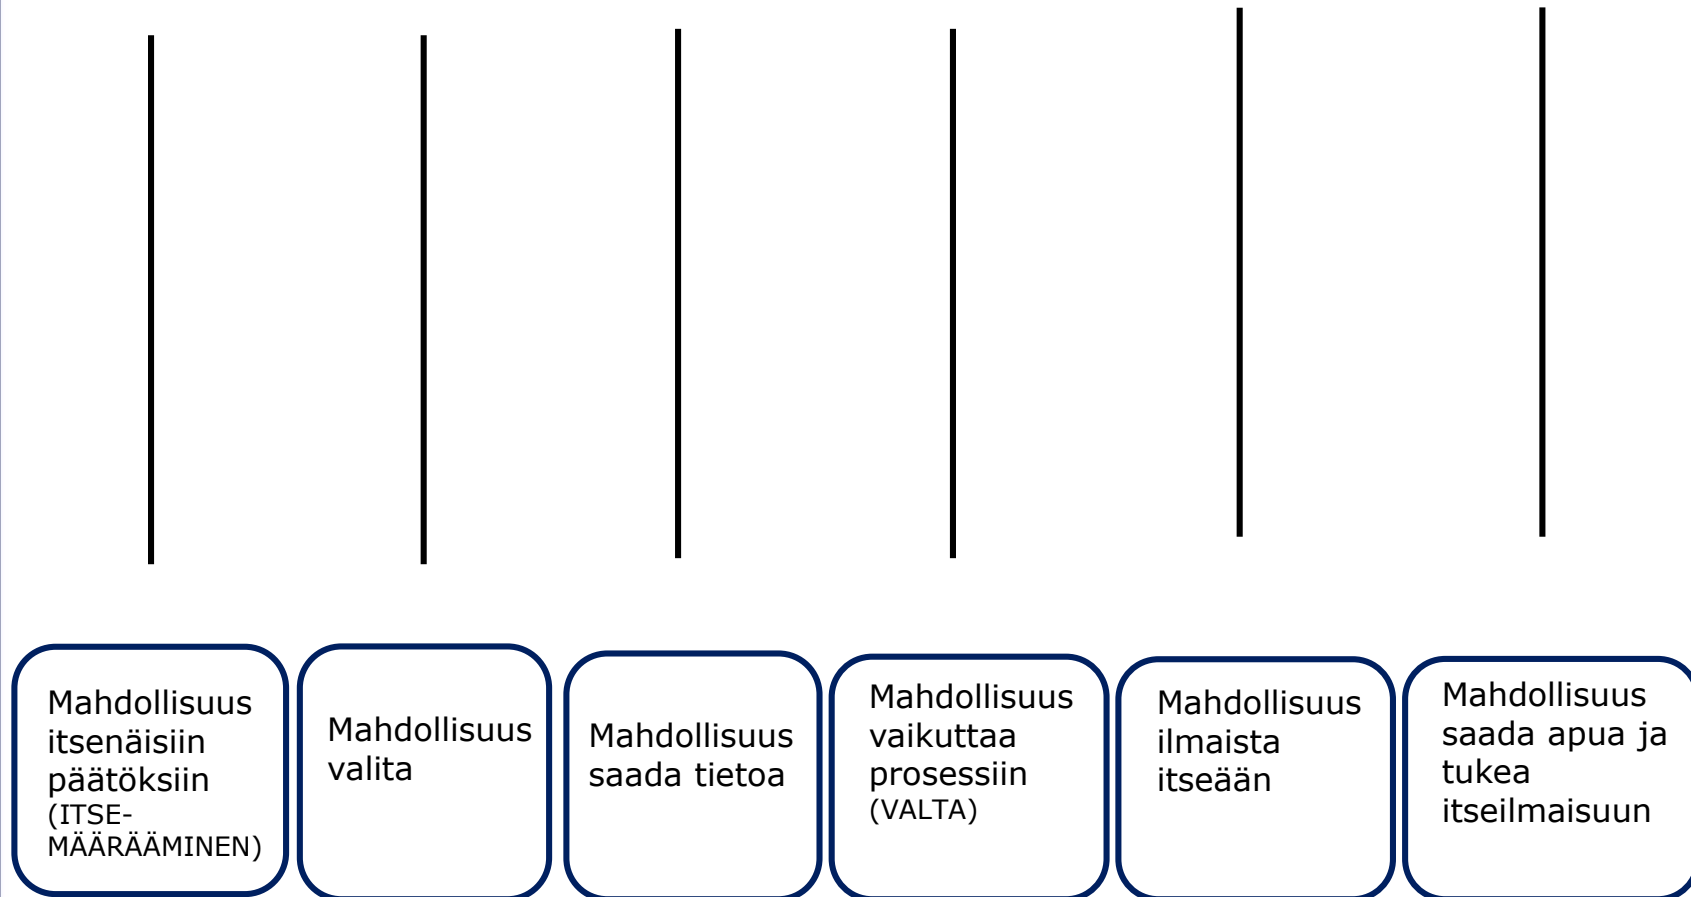 Mahdollisuus
itsenäisiin
päätöksiin
(ITSE-
MÄÄRÄÄMINEN)
Mahdollisuus
valita
Mahdollisuus
saada tietoa
Mahdollisuus
vaikuttaa
prosessiin
(VALTA)
Mahdollisuus
ilmaista
itseään
Mahdollisuus
saada apua ja
tukea
itseilmaisuun